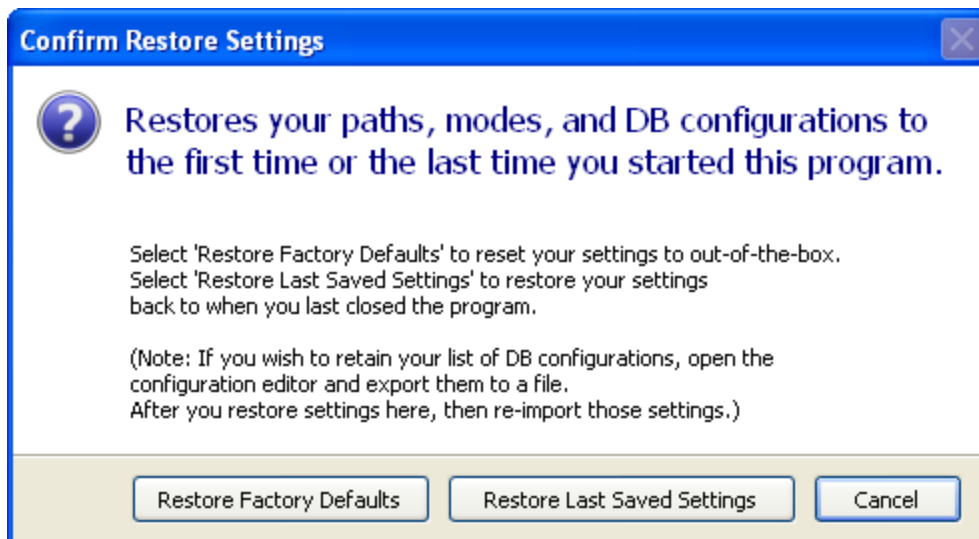 Confirm Restore Settings
Restores your paths, modes, and DB configurations to
the first time or the last time you started this program.
Select 'Restore Factory Defaults' to reset your settings to out-of-the-box.
Select 'Restore Last Saved Settings' to restore your settings
back to when you last closed the program.
(Note: If you wish to retain your list of DB configurations, open the
configuration editor and export them to a file.
After you restore settings here, then re-import those settings.)
Restore Factory Defaults
Restore Last Saved Settings
Cancel